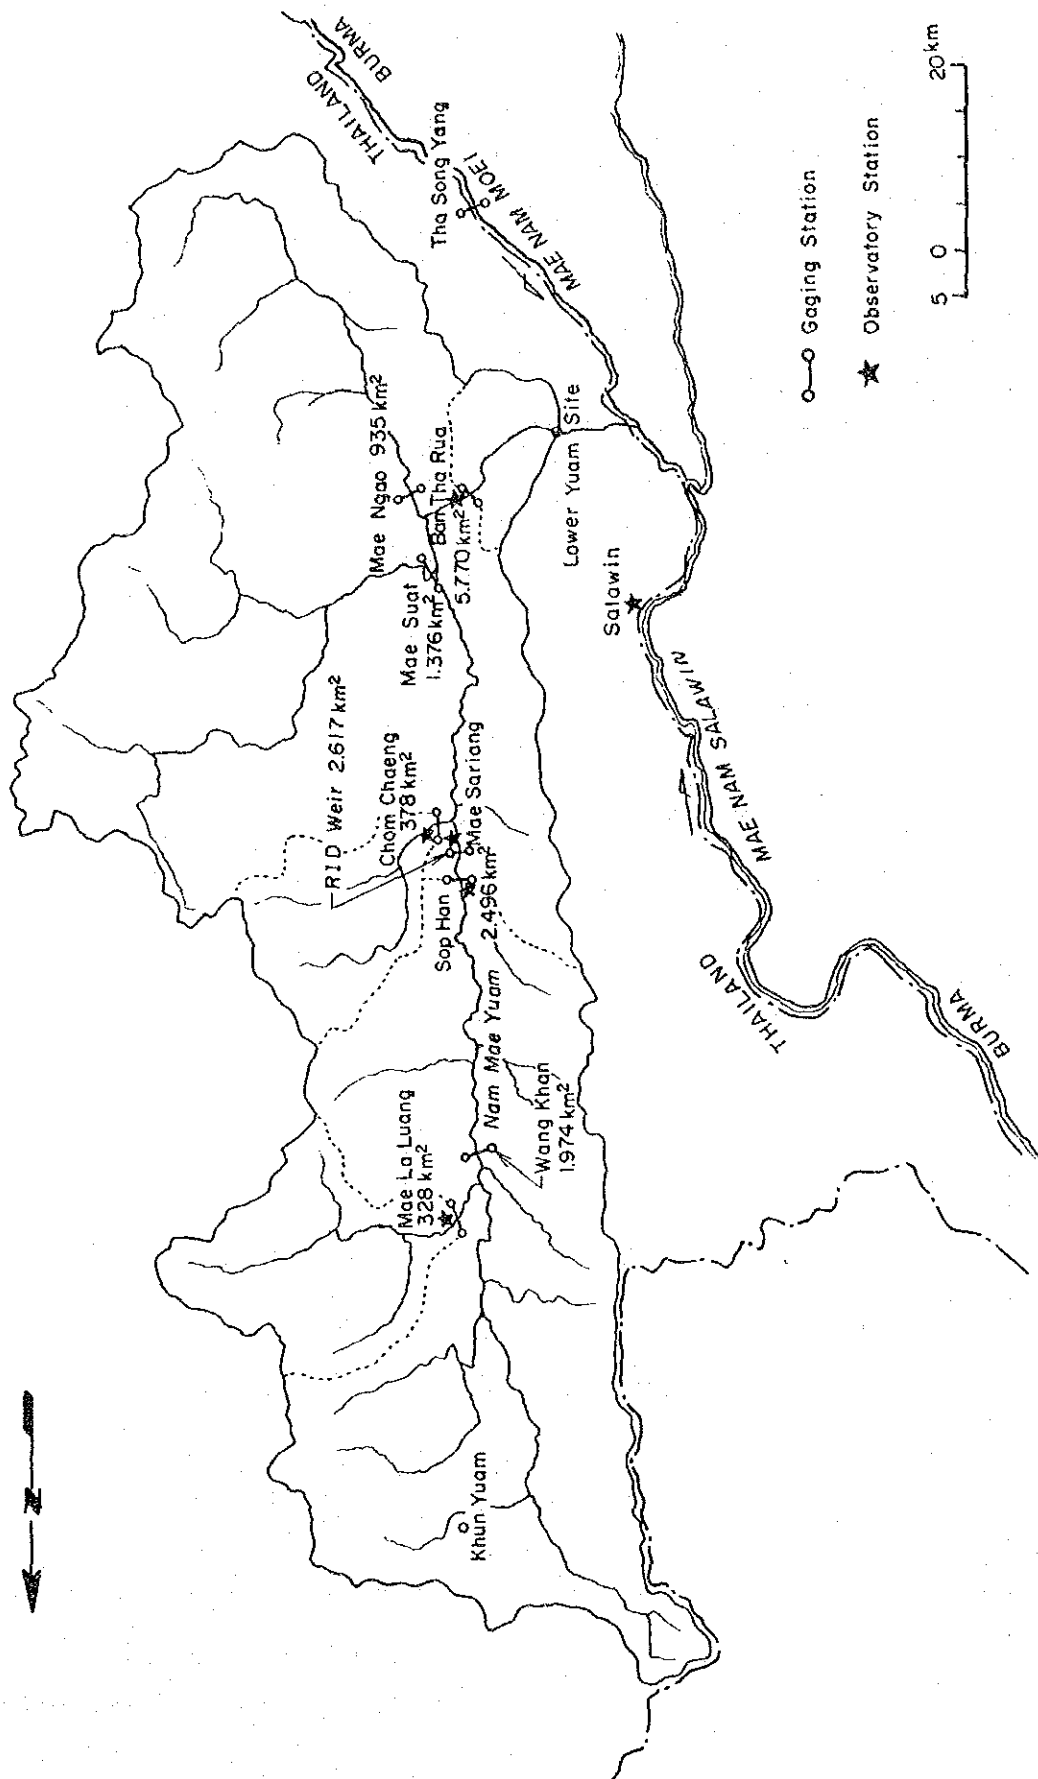 N
THAILAND
BURMA
Tha Song Yang
MAE NAM MOEI
Mae Ngao 935 km²
Ban Tha Rua
5.770 km²
Mae Suat
1.376 km²
Lower Yuam Site
Salawin
MAE NAM SALAWIN
RID Weir 2.617 km²
Chom Chaeng
378 km²
Mae Sariang
Sop Han
2.496 km²
Nam Mae Yuam
Wang Khan
1.974 km²
Mae La Luang
328 km²
Khun Yuam
THAILAND
BURMA
Gaging Station
Observatory Station
5 0 20 km